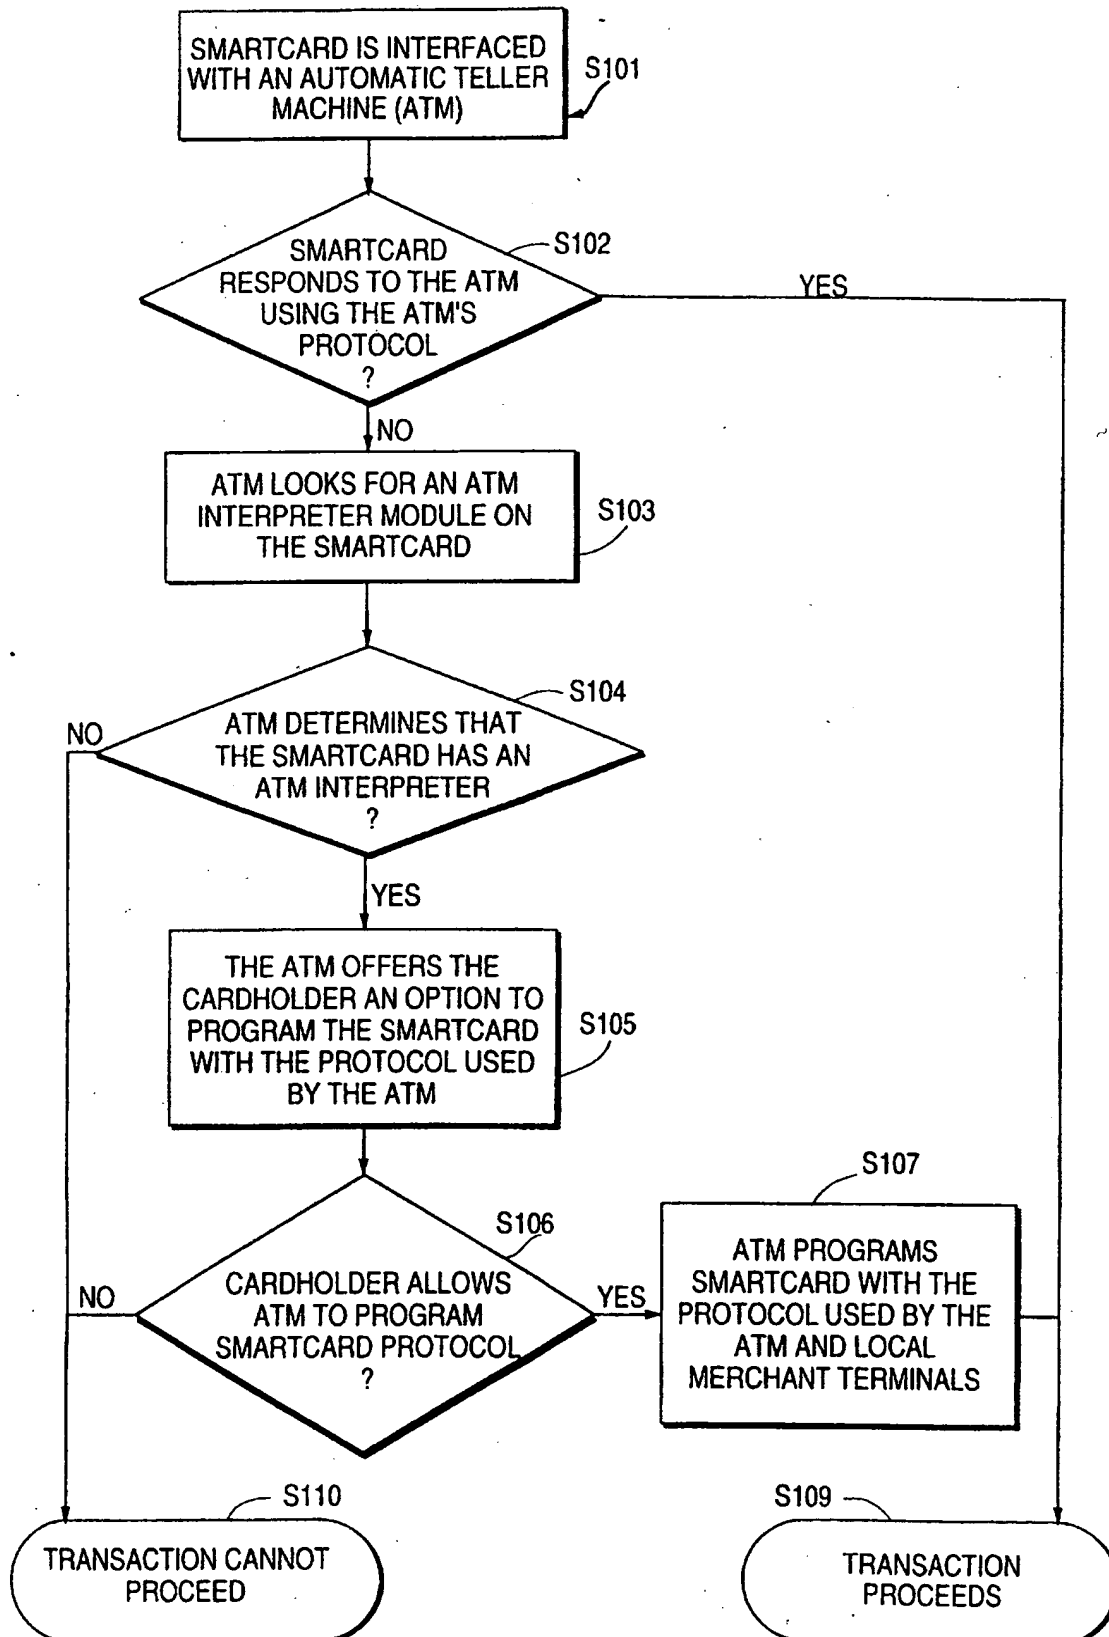 SMARTCARD IS INTERFACED
WITH AN AUTOMATIC TELLER
MACHINE (ATM)
S101
SMARTCARD
RESPONDS TO THE ATM
USING THE ATM'S
PROTOCOL
?
S102
YES
NO
ATM LOOKS FOR AN ATM
INTERPRETER MODULE ON
THE SMARTCARD
S103
S104
NO
ATM DETERMINES THAT
THE SMARTCARD HAS AN
ATM INTERPRETER
?
YES
THE ATM OFFERS THE
CARDHOLDER AN OPTION TO
PROGRAM THE SMARTCARD
WITH THE PROTOCOL USED
BY THE ATM
S105
S106
NO
CARDHOLDER ALLOWS
ATM TO PROGRAM
SMARTCARD PROTOCOL
?
YES
S107
ATM PROGRAMS
SMARTCARD WITH THE
PROTOCOL USED BY THE
ATM AND LOCAL
MERCHANT TERMINALS
S110
TRANSACTION CANNOT
PROCEED
S109
TRANSACTION
PROCEEDS